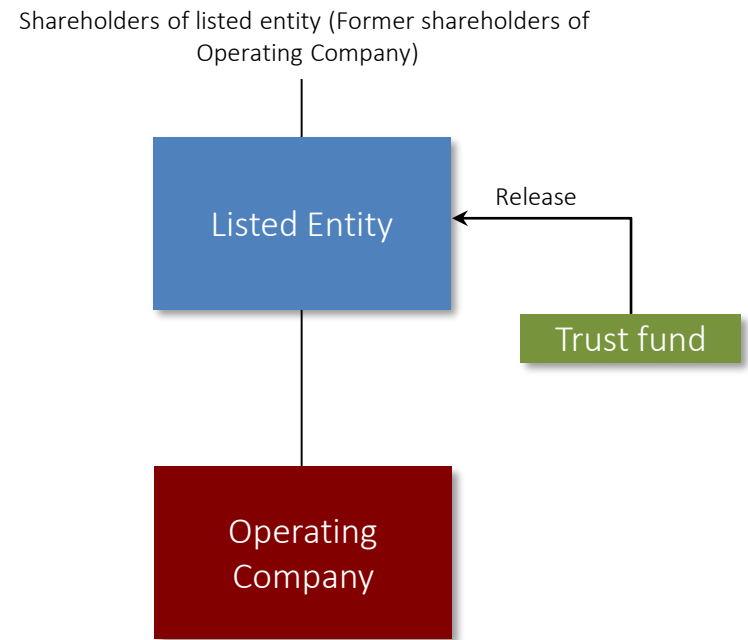 Shareholders of listed entity (Former shareholders of
Operating Company)
Listed Entity
Release
Trust fund
Operating
Company